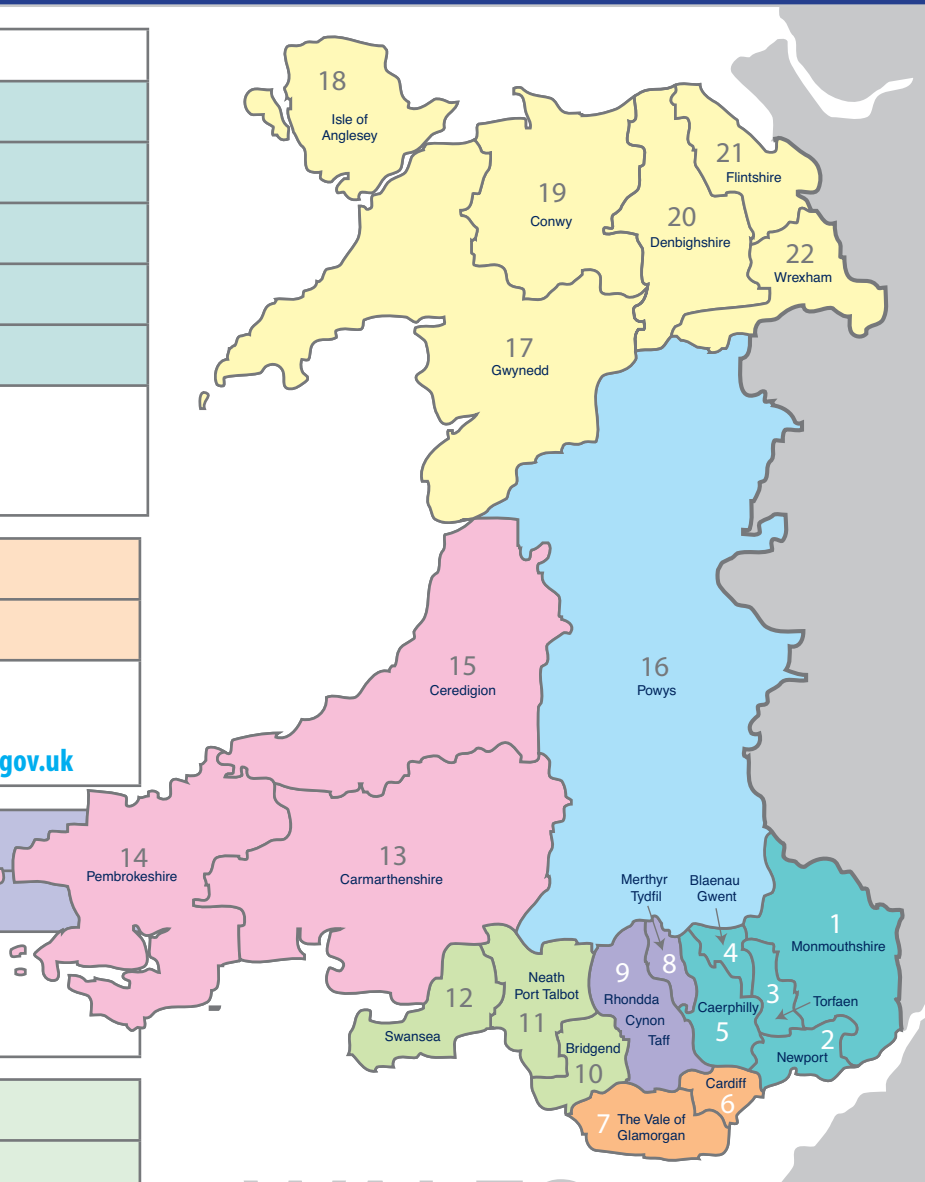 18
Isle of
Anglesey
21
Flintshire
19
Conwy
20
Denbighshire
22
Wrexham
17
Gwynedd
15
Ceredigion
16
Powys
gov.uk
14
Pembrokeshire
13
Carmarthenshire
Merthyr
Tydfil
Blaenau
Gwent
1
Monmouthshire
4
9
8
Neath
Port Talbot
12
3
Rhondda
Cynon
Taff
Caerphilly
Torfaen
11
5
2
Swansea
Bridgend
Newport
10
Cardiff
6
7
The Vale of
Glamorgan